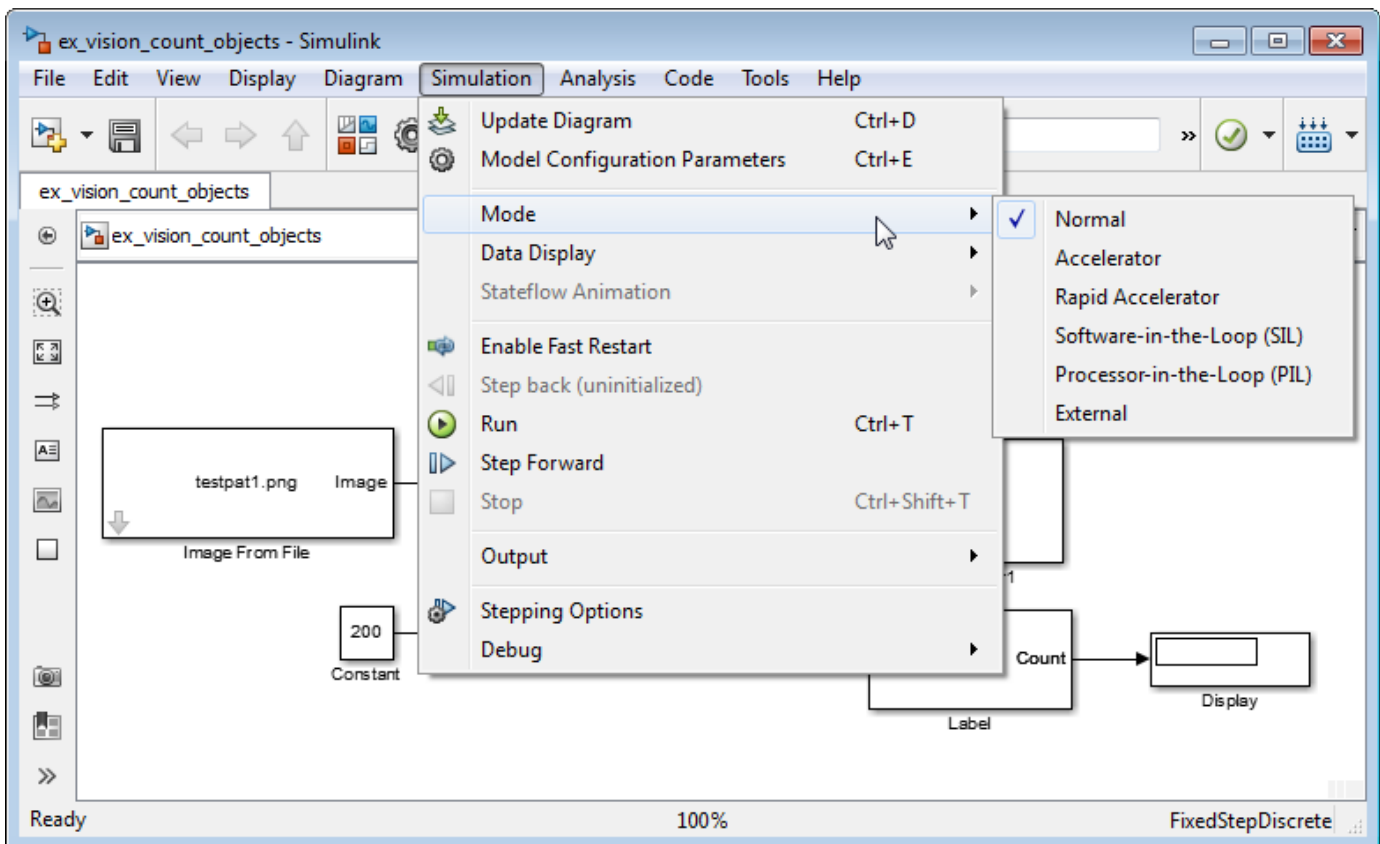 ex_vision_count_objects - Simulink
File Edit View Display Diagram Simulation Analysis Code Tools Help
ex_vision_count_objects
ex_vision_count_objects
Update Diagram Ctrl+D
Model Configuration Parameters Ctrl+E
Mode
Data Display
Stateflow Animation
Enable Fast Restart
Step back (uninitialized)
Run Ctrl+T
Step Forward
Stop Ctrl+Shift+T
Output
Stepping Options
Debug
Normal
Accelerator
Rapid Accelerator
Software-in-the-Loop (SIL)
Processor-in-the-Loop (PIL)
External
testpat1.png Image
Image From File
200
Constant
Count
Label
Display
Ready 100% FixedStepDiscrete